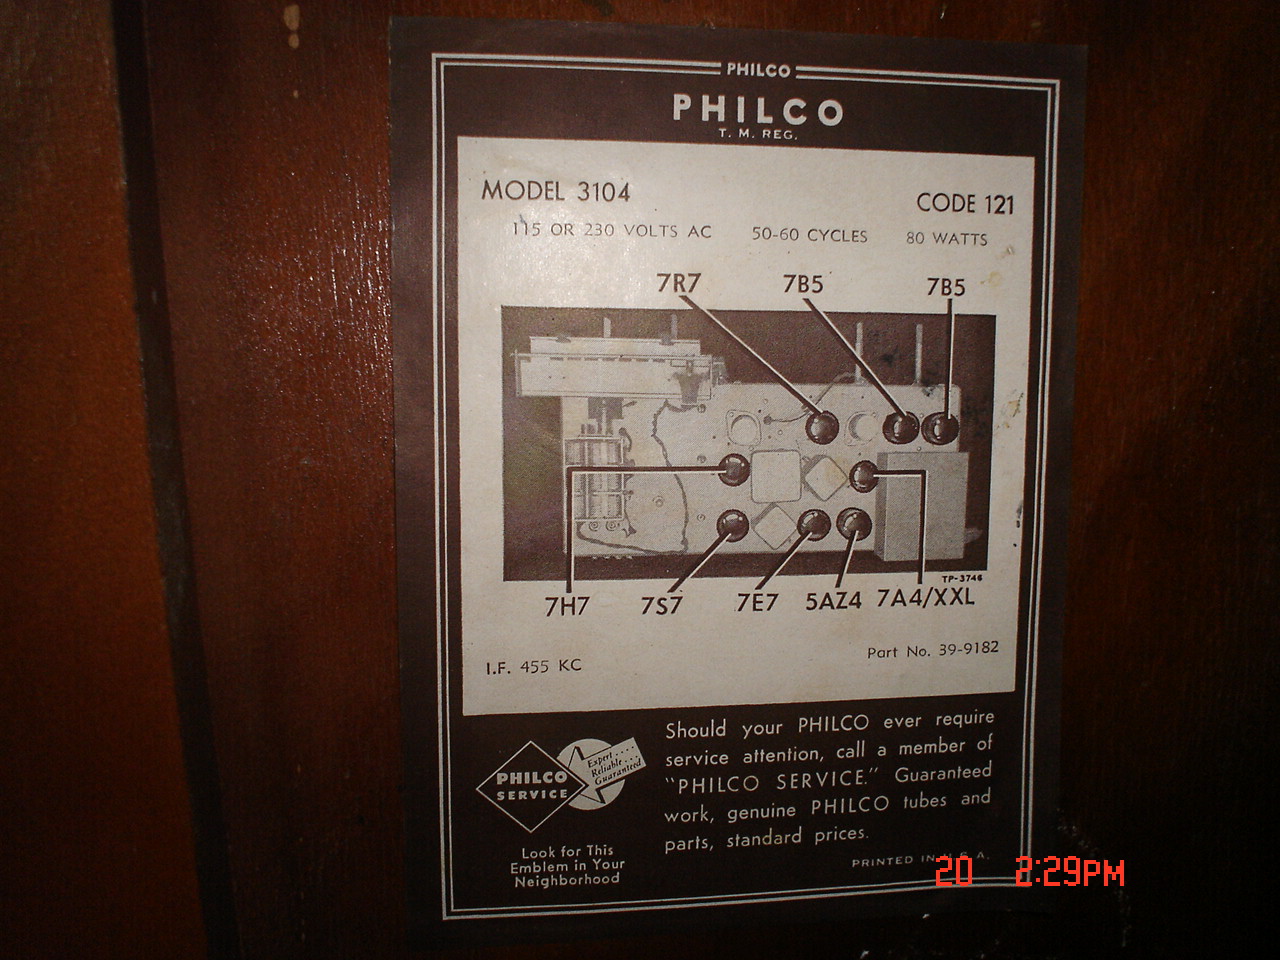 PHILCO
PHILCO
T. M. REG.
MODEL 3104
CODE 121
115 OR 230 VOLTS AC 50-60 CYCLES 80 WATTS
7R7 7B5 7B5
TP-3746
7H7 7S7 7E7 5AZ4 7A4/XXL
I.F. 455 KC
Part No. 39-9182
PHILCO
SERVICE
Expert ....
Reliable ...
Guaranteed
Look for This
Emblem in Your
Neighborhood
Should your PHILCO ever require
service attention, call a member of
"PHILCO SERVICE." Guaranteed
work, genuine PHILCO tubes and
parts, standard prices.
PRINTED IN U.S.A.
20 2:29PM